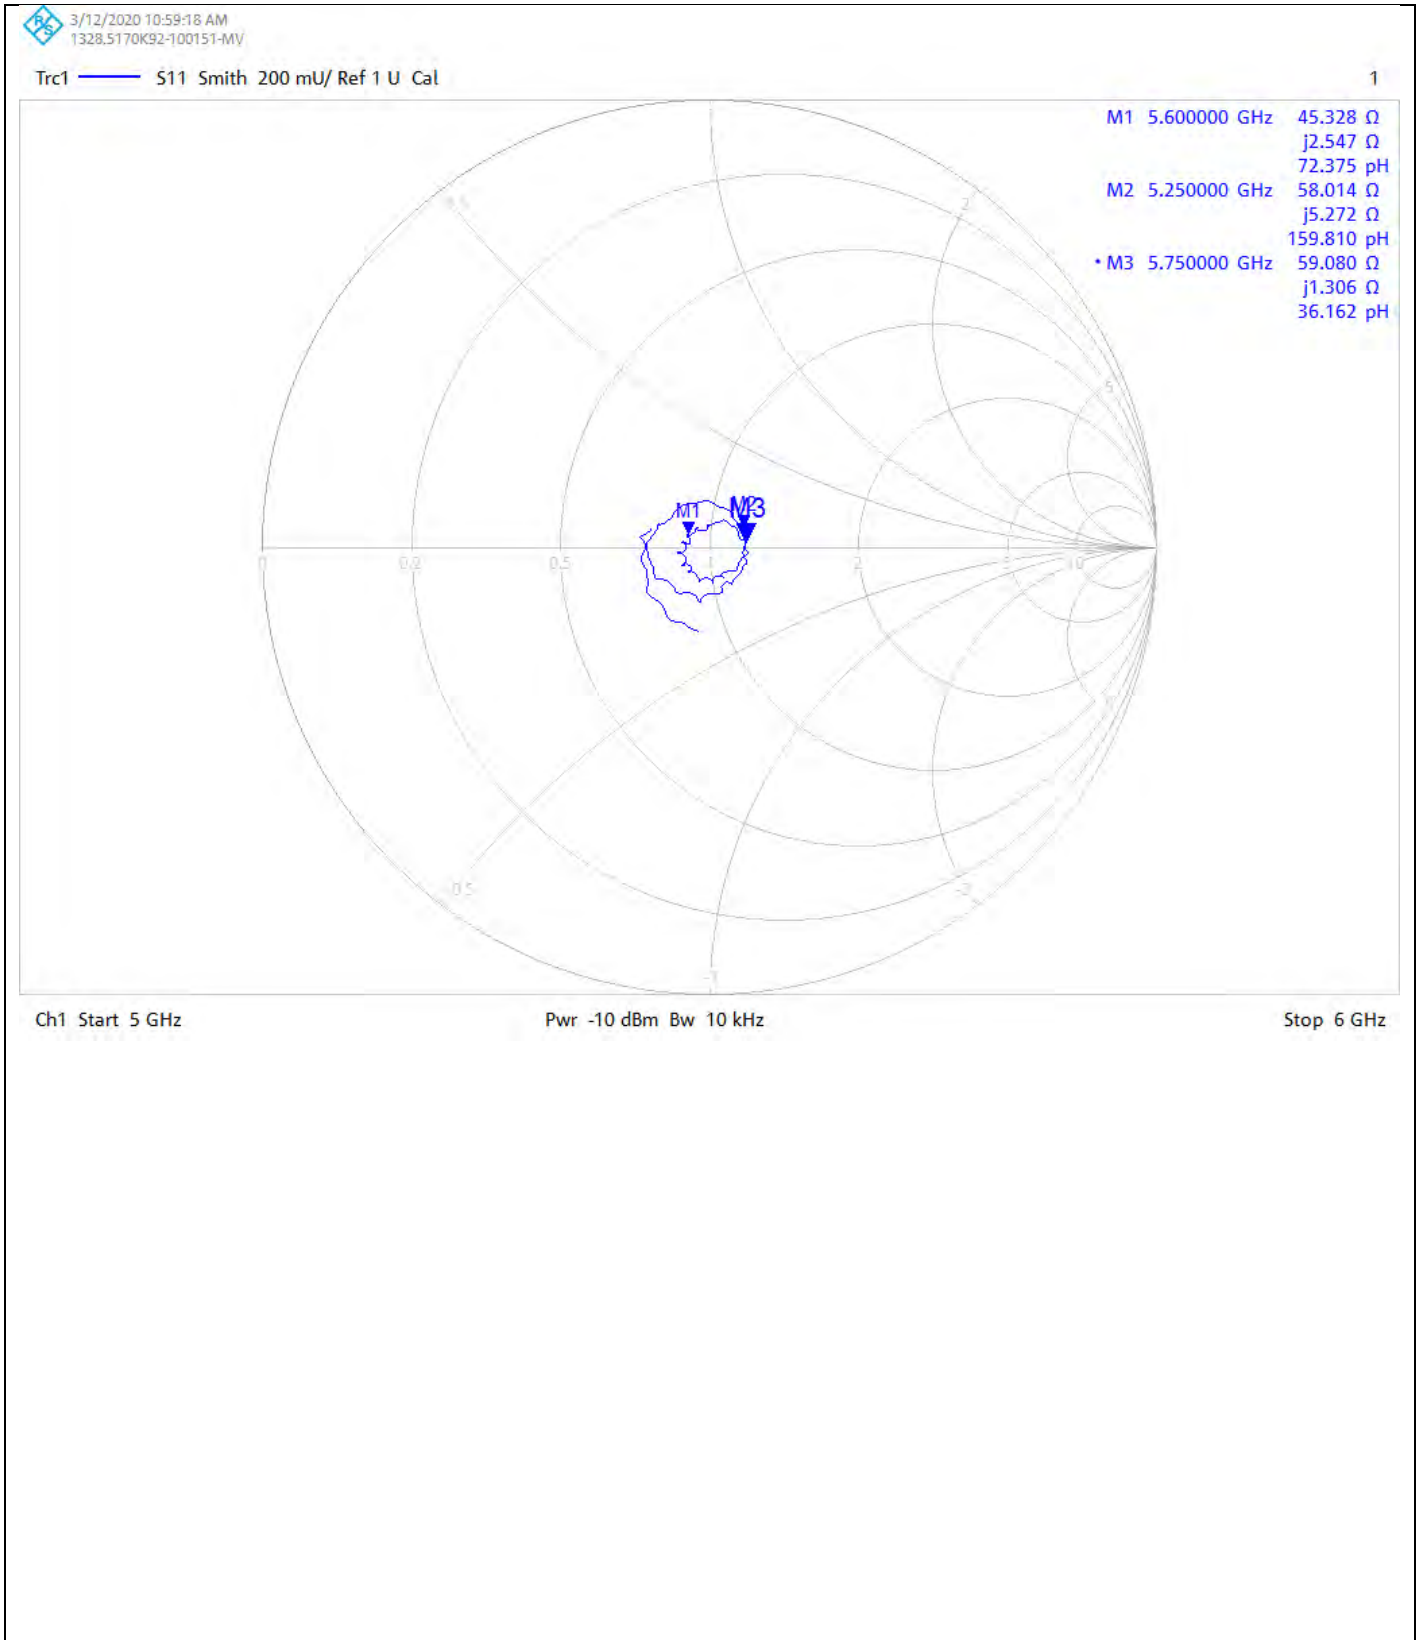 R&S
3/12/2020 10:59:18 AM
1328.5170K92-100151-MV
Trc1 S11 Smith 200 mU/ Ref 1 U Cal 1
M1 5.600000 GHz 45.328 Ω
j2.547 Ω
72.375 pH
M2 5.250000 GHz 58.014 Ω
j5.272 Ω
159.810 pH
• M3 5.750000 GHz 59.080 Ω
j1.306 Ω
36.162 pH
2
5
M1 M2 M3
0 0.2 0.5 1 2 5 10
-0.5 -2
-1
Ch1 Start 5 GHz Pwr -10 dBm Bw 10 kHz Stop 6 GHz